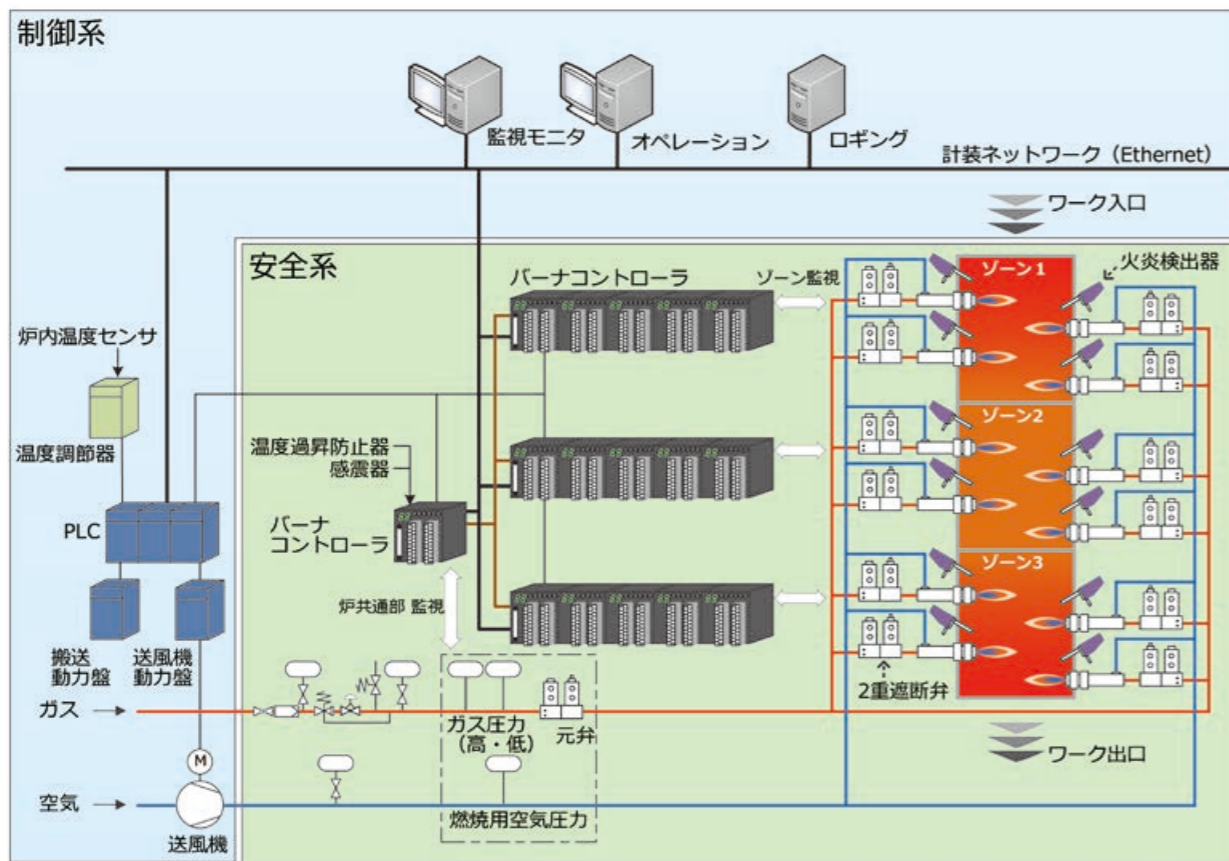 制御系
監視モニタ
オペレーション
ロギング
計装ネットワーク（Ethernet）
ワーク入口
安全系
バーナコントローラ
ゾーン監視
ゾーン1
火炎検出器
炉内温度センサ
温度調節器
ゾーン2
温度過昇防止器
感震器
PLC
バーナ
コントローラ
ゾーン3
炉共通部 監視
搬送
動力盤
送風機
動力盤
2重遮断弁
ガス
ガス圧力
（高・低）
元弁
ワーク出口
M
空気
燃焼用空気圧力
送風機